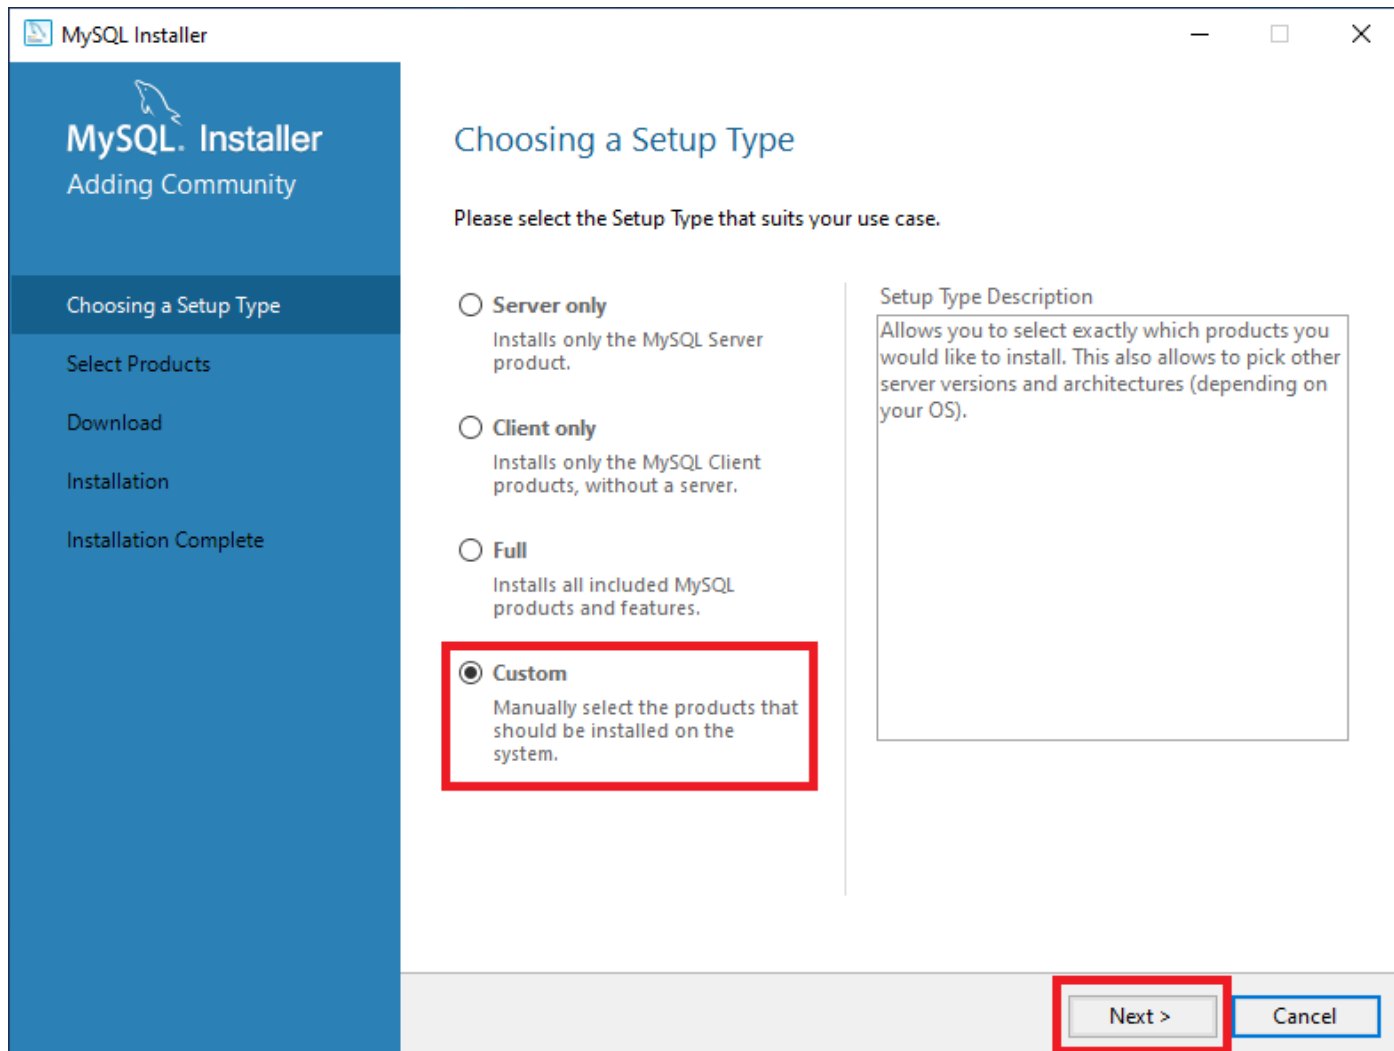 MySQL Installer
MySQL. Installer
Adding Community
Choosing a Setup Type
Select Products
Download
Installation
Installation Complete
Choosing a Setup Type
Please select the Setup Type that suits your use case.
Server only
Installs only the MySQL Server
product.
Client only
Installs only the MySQL Client
products, without a server.
Full
Installs all included MySQL
products and features.
Custom
Manually select the products that
should be installed on the
system.
Setup Type Description
Allows you to select exactly which products you
would like to install. This also allows to pick other
server versions and architectures (depending on
your OS).
Next >
Cancel